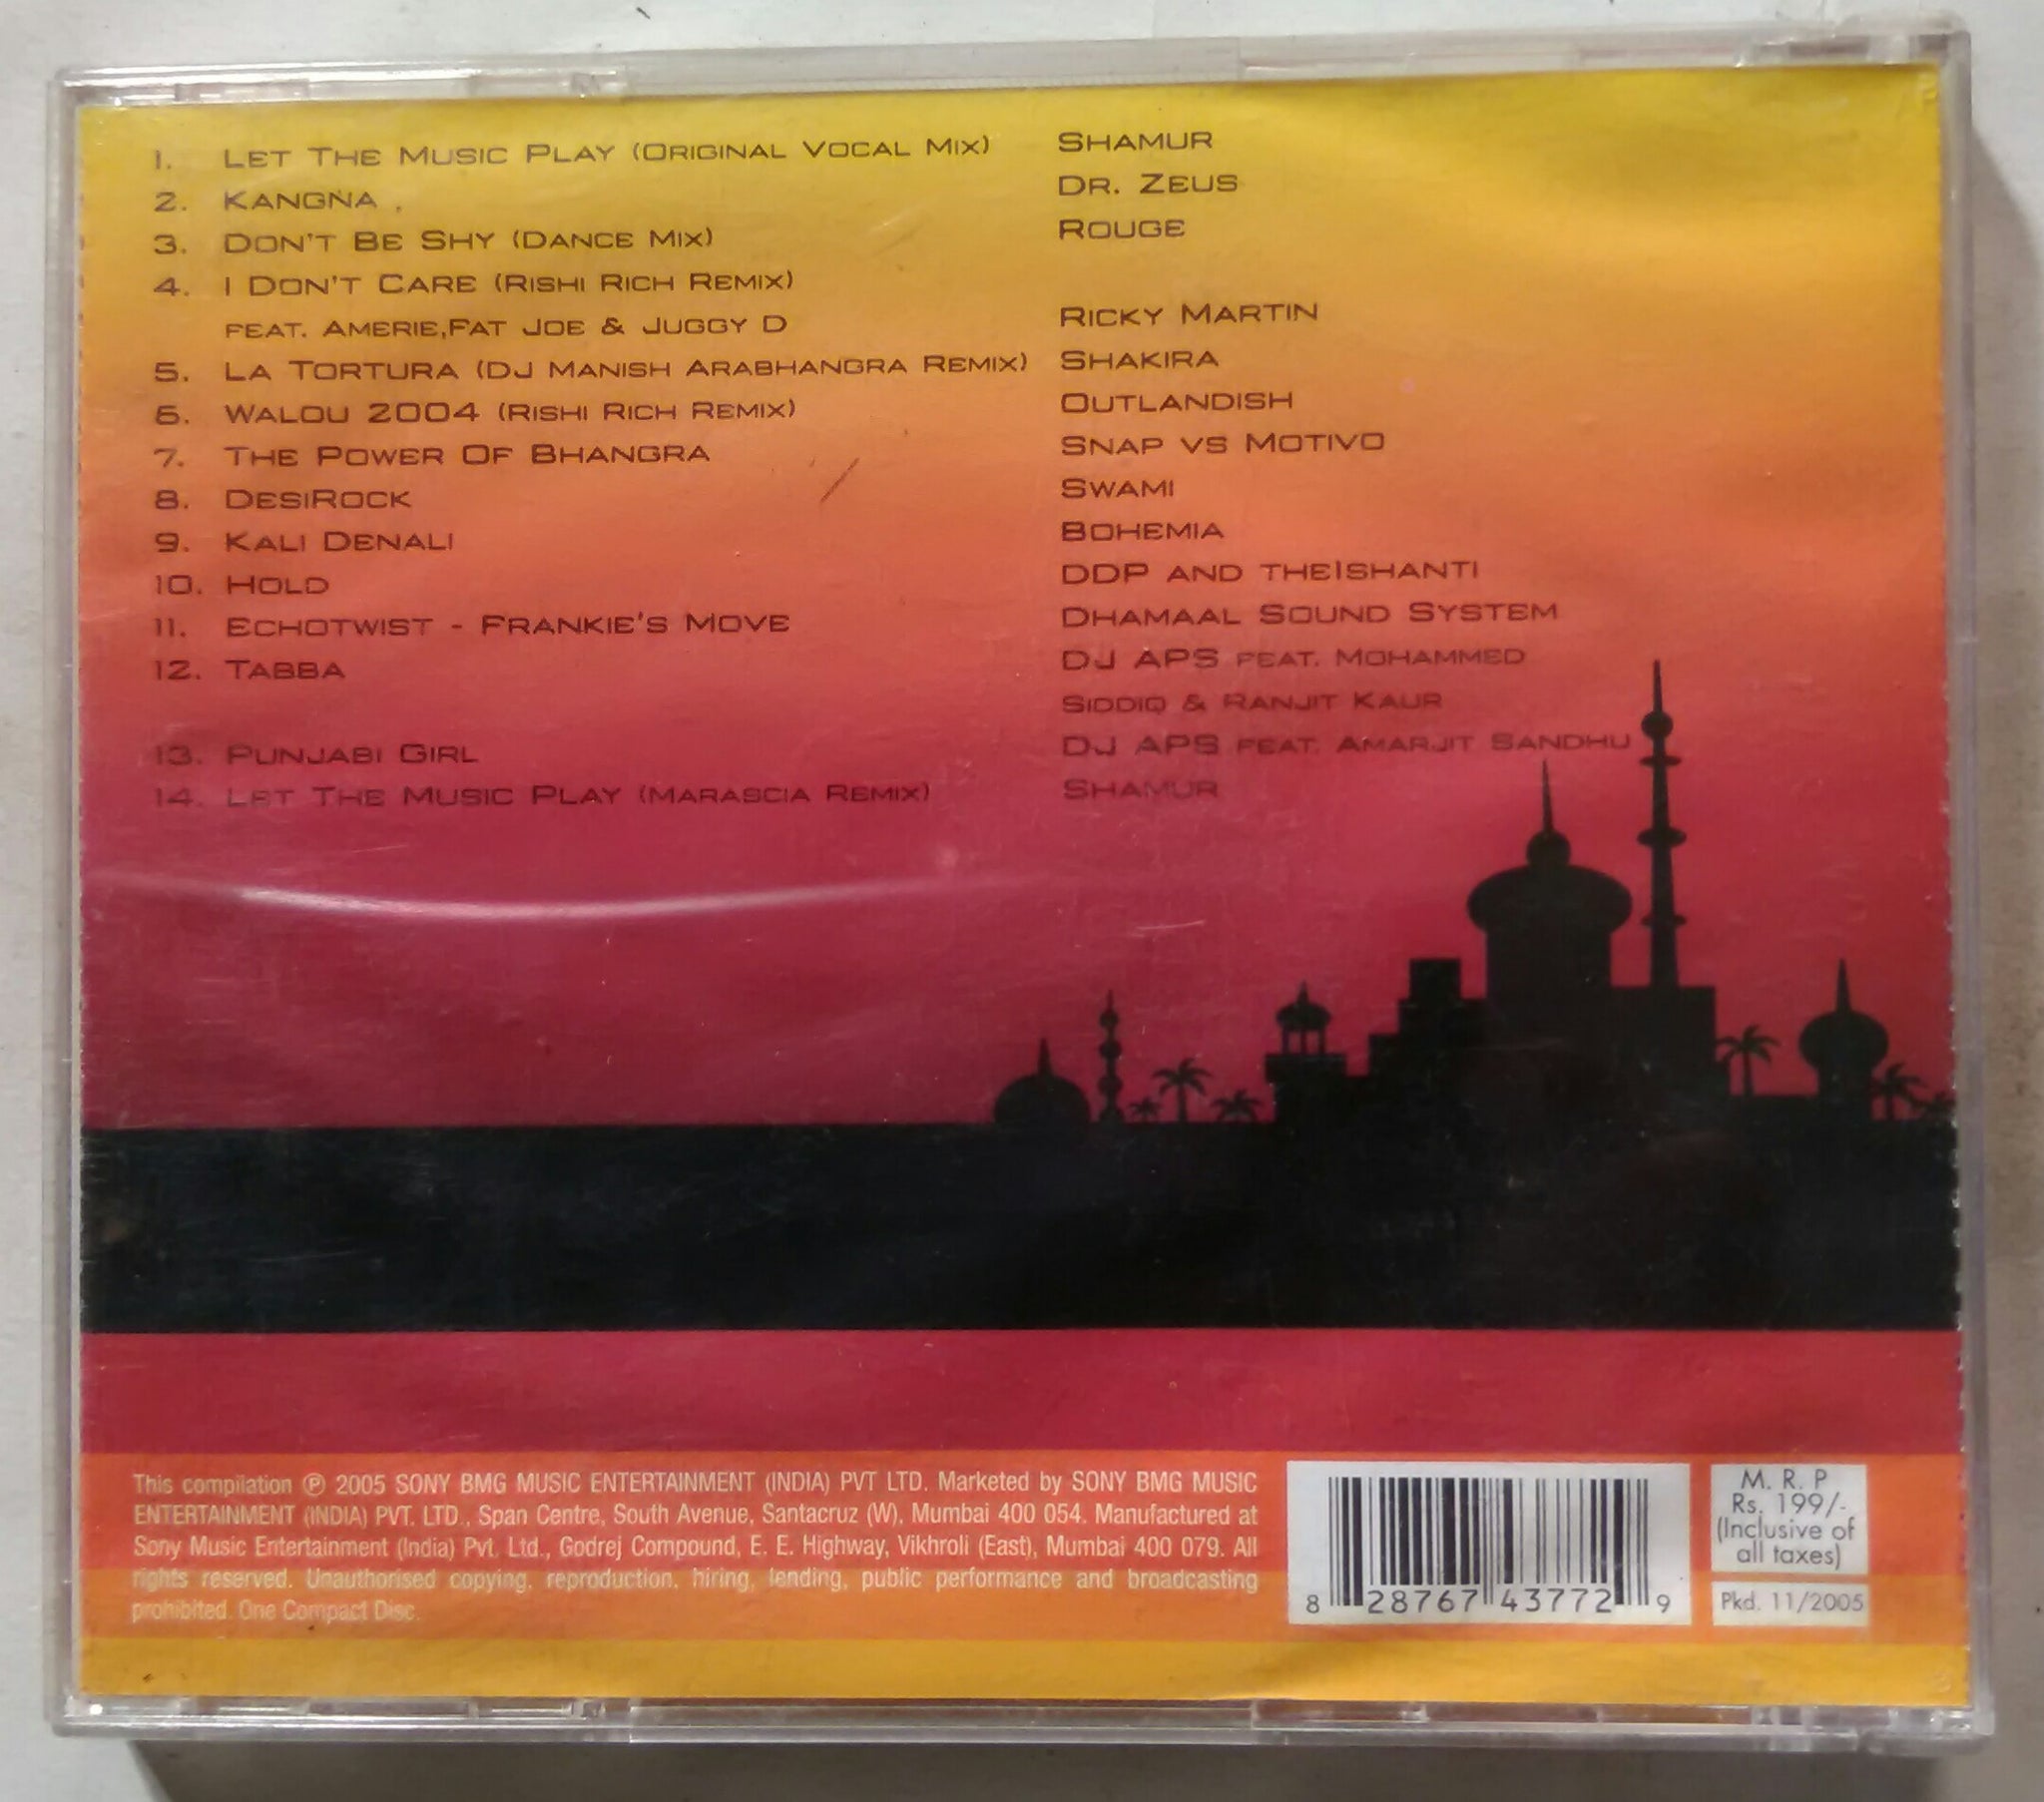 1. LET THE MUSIC PLAY (ORIGINAL VOCAL MIX) SHAMUR
2. KANGNA DR. ZEUS
3. DON'T BE SHY (DANCE MIX) ROUGE
4. I DON'T CARE (RISHI RICH REMIX)
FEAT. AMERIE,FAT JOE & JUGGY D RICKY MARTIN
5. LA TORTURA (DJ MANISH ARABHANGRA REMIX) SHAKIRA
6. WALOU 2004 (RISHI RICH REMIX) OUTLANDISH
7. THE POWER OF BHANGRA SNAP VS MOTIVO
8. DESIROCK SWAMI
9. KALI DENALI BOHEMIA
10. HOLD DDP AND THE1SHANTI
11. ECHOTWIST - FRANKIE'S MOVE DHAMAAL SOUND SYSTEM
12. TABBA DJ APS FEAT. MOHAMMED
SIDDIQ & RANJIT KAUR
13. PUNJABI GIRL DJ APS FEAT. AMARJIT SANDHU
14. LET THE MUSIC PLAY (MARASCIA REMIX) SHAMUR
This compilation ℗ 2005 SONY BMG MUSIC ENTERTAINMENT (INDIA) PVT LTD. Marketed by SONY BMG MUSIC
ENTERTAINMENT (INDIA) PVT. LTD., Span Centre, South Avenue, Santacruz (W), Mumbai 400 054. Manufactured at
Sony Music Entertainment (India) Pvt. Ltd., Godrej Compound, E. E. Highway, Vikhroli (East), Mumbai 400 079. All
rights reserved. Unauthorised copying, reproduction, hiring, lending, public performance and broadcasting
prohibited. One Compact Disc.
8 28767 43772 9
M. R. P
Rs. 199/-
(Inclusive of
all taxes)
Pkd. 11/2005